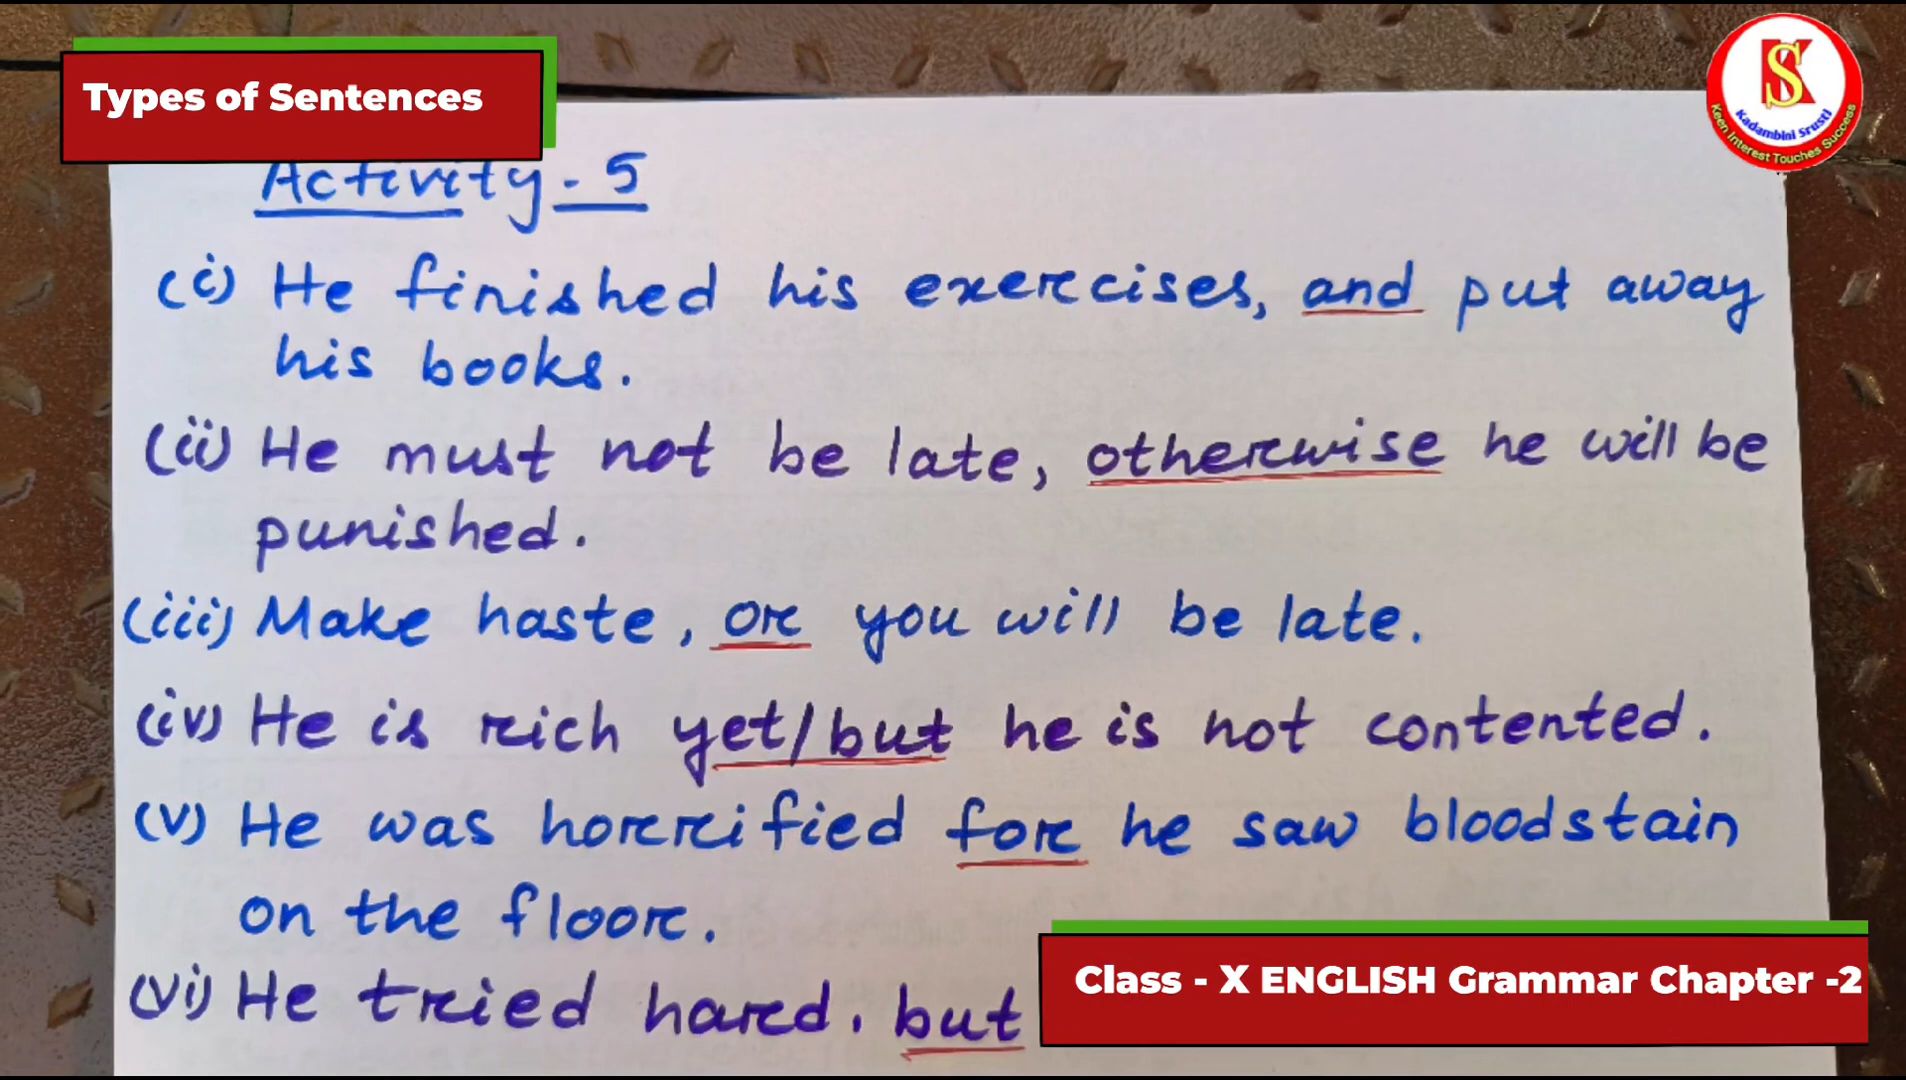 Types of Sentences
KS
Kadambini Srusti
Keen Interest Touches Success
Activity - 5
(i) He finished his exercises, and put away
his books.
(ii) He must not be late, otherwise he will be
punished.
(iii) Make haste, or you will be late.
(iv) He is rich yet/but he is not contented.
(v) He was horrified for he saw bloodstain
on the floor.
(vi) He tried hard, but
Class - X ENGLISH Grammar Chapter -2